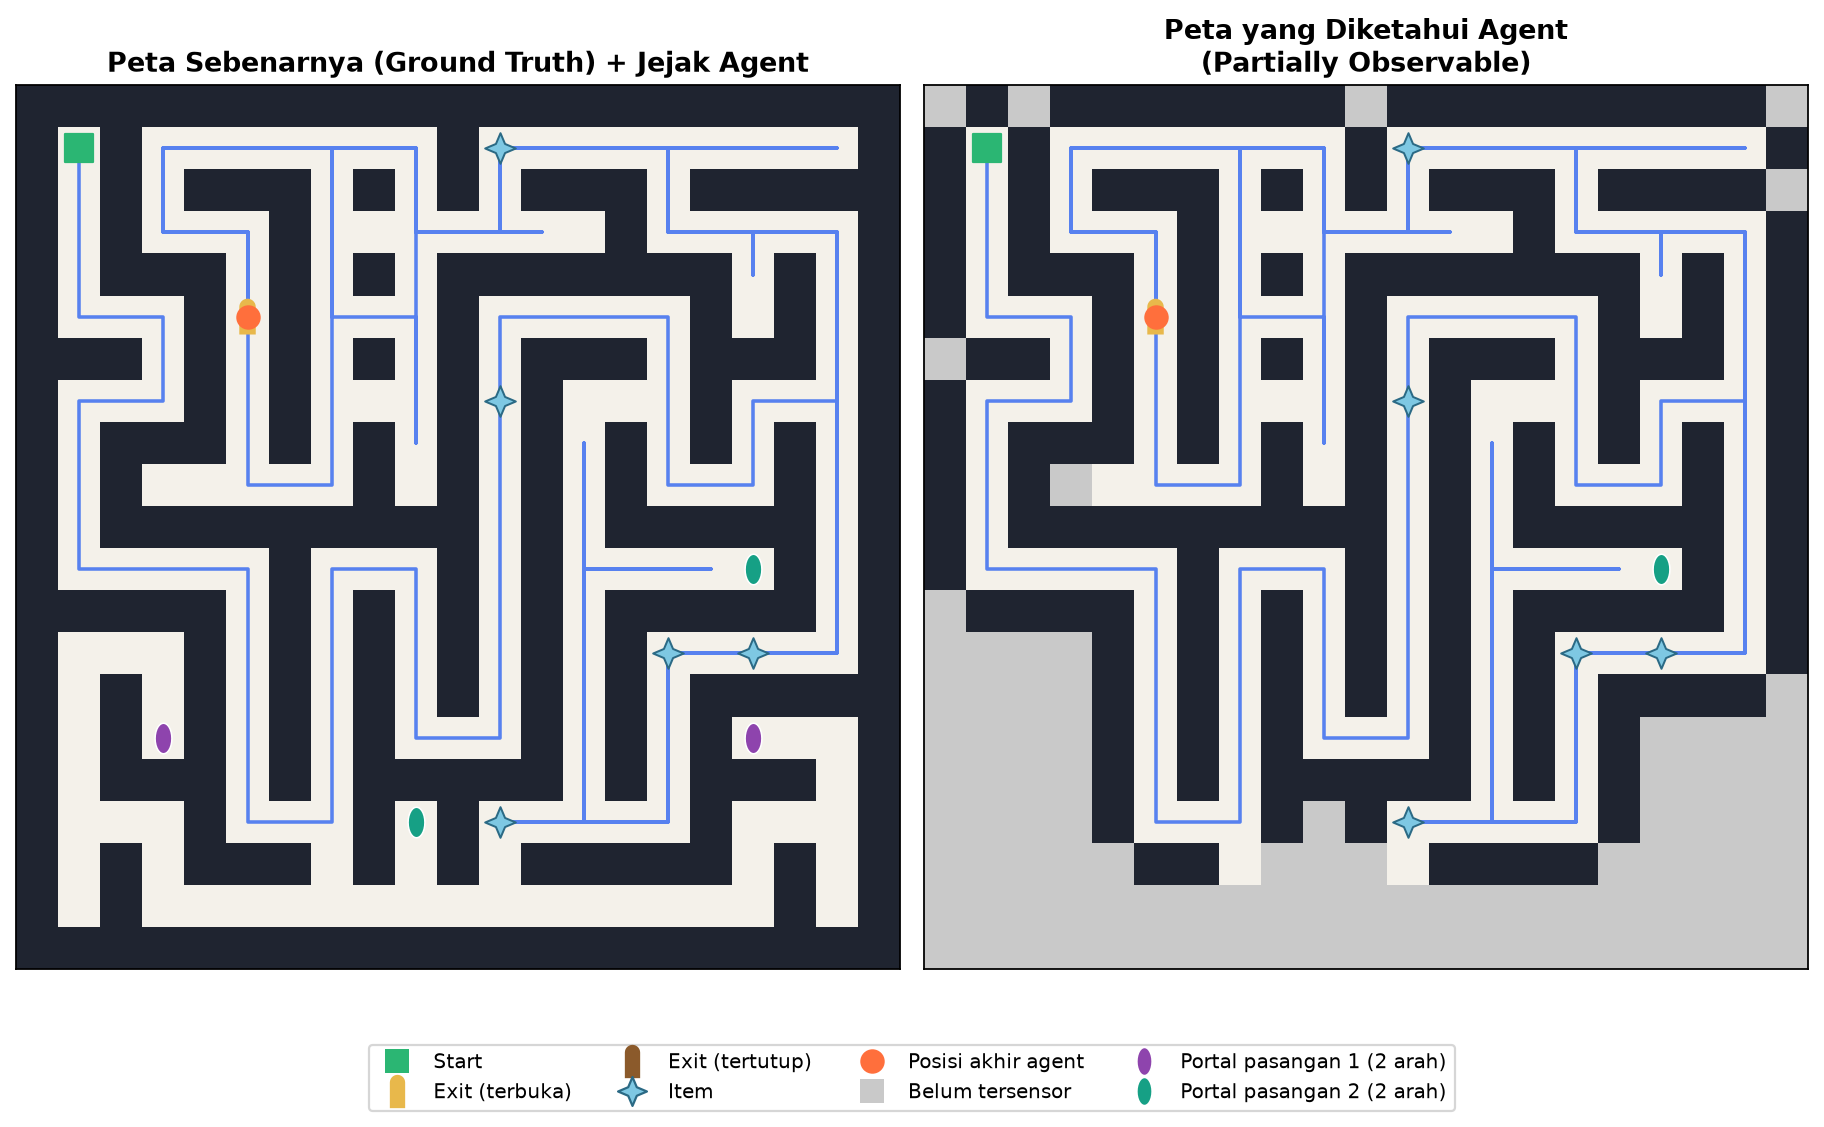 Peta Sebenarnya (Ground Truth) + Jejak Agent
Peta yang Diketahui Agent
(Partially Observable)
Start
Exit (terbuka)
Exit (tertutup)
Item
Posisi akhir agent
Belum tersensor
Portal pasangan 1 (2 arah)
Portal pasangan 2 (2 arah)